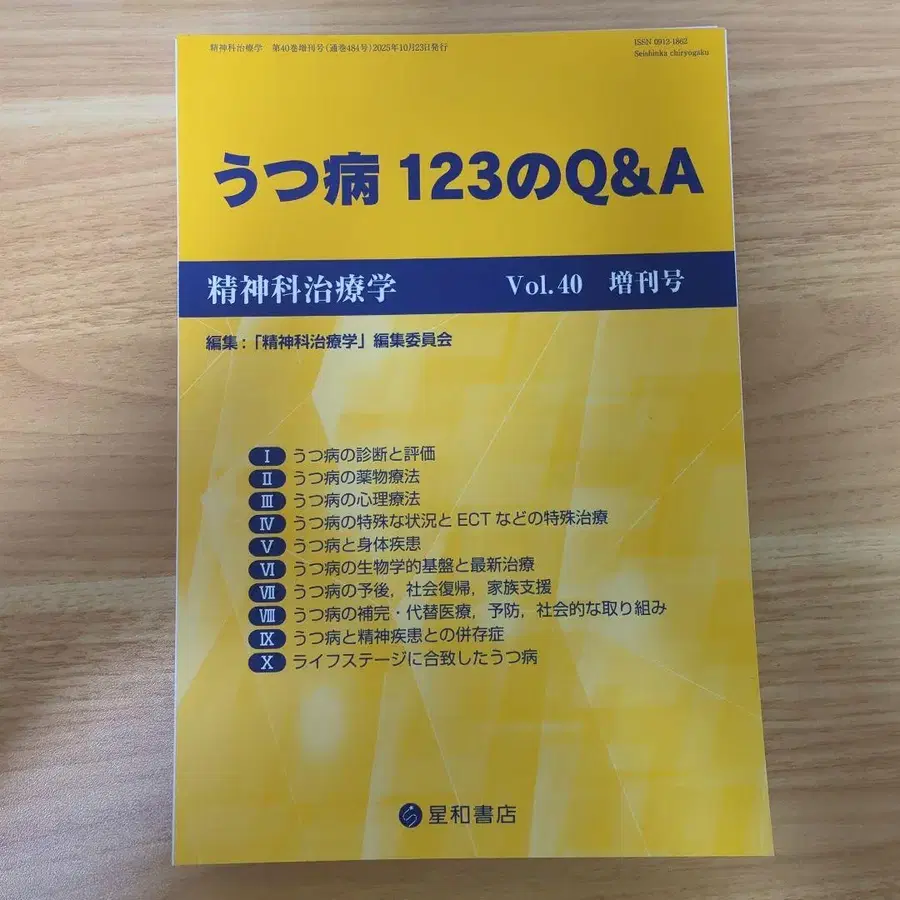 精神科治療学 第40巻増刊号(通巻484号)2025年10月23日発行
ISSN 0912-1862
Seishinka chiryogaku
うつ病 123のQ&A
精神科治療学 Vol.40 増刊号
編集:「精神科治療学」編集委員会
I うつ病の診断と評価
II うつ病の薬物療法
III うつ病の心理療法
IV うつ病の特殊な状況とECTなどの特殊治療
V うつ病と身体疾患
VI うつ病の生物学的基盤と最新治療
VII うつ病の予後,社会復帰,家族支援
VIII うつ病の補完・代替医療,予防,社会的な取り組み
IX うつ病と精神疾患との併存症
X ライフステージに合致したうつ病
星和書店